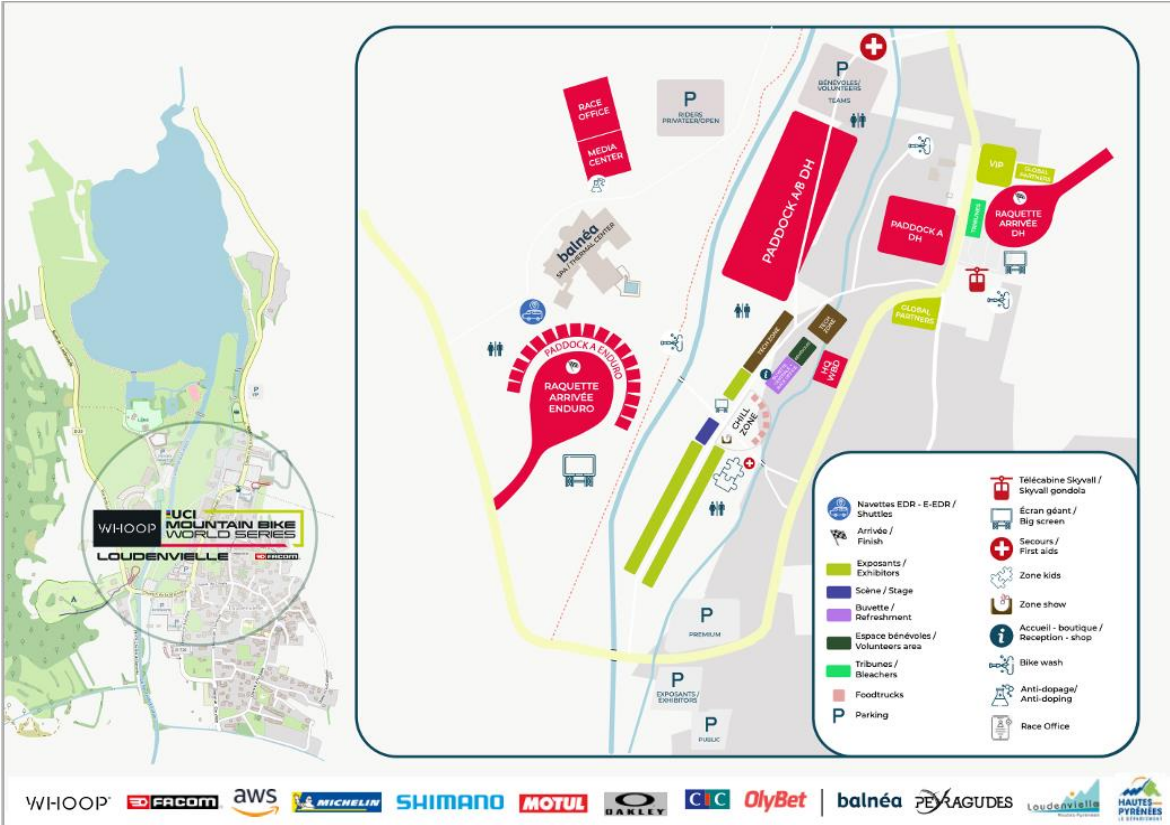 WHOOP
UCI
MOUNTAIN BIKE
WORLD SERIES
LOUDENVIELLE
FACOM
A
P
RACE
OFFICE
MEDIA
CENTER
P
RIDERS
PRIVATEER/OPEN
P
BÉNÉVOLES/
VOLUNTEERS
TEAMS
balnéa
SPA / THERMAL CENTER
PADDOCK A/B DH
PADDOCK A
DH
VIP
GLOBAL
PARTNERS
TRIBUNES
RAQUETTE
ARRIVÉE
DH
GLOBAL
PARTNERS
PADDOCK A ENDURO
RAQUETTE
ARRIVÉE
ENDURO
TECH ZONE
TECH
ZONE
HQ
WBD
CHILL
ZONE
P
PREMIUM
P
EXPOSANTS /
EXHIBITORS
P
PUBLIC
Navettes EDR - E-EDR /
Shuttles
Arrivée /
Finish
Exposants /
Exhibitors
Scène / Stage
Buvette /
Refreshment
Espace bénévoles /
Volunteers area
Tribunes /
Bleachers
Foodtrucks
P
Parking
Télécabine Skyvall /
Skyvall gondola
Écran géant /
Big screen
Secours /
First aids
Zone kids
Zone show
Accueil - boutique /
Reception - shop
Bike wash
Anti-dopage/
Anti-doping
Race Office
WHOOP
FACOM
aws
MICHELIN
SHIMANO
MOTUL
OAKLEY
CIC
OlyBet
balnéa
PEYRAGUDES
Loudenvielle
Hautes-Pyrénées
HAUTES-
PYRÉNÉES
LE DÉPARTEMENT